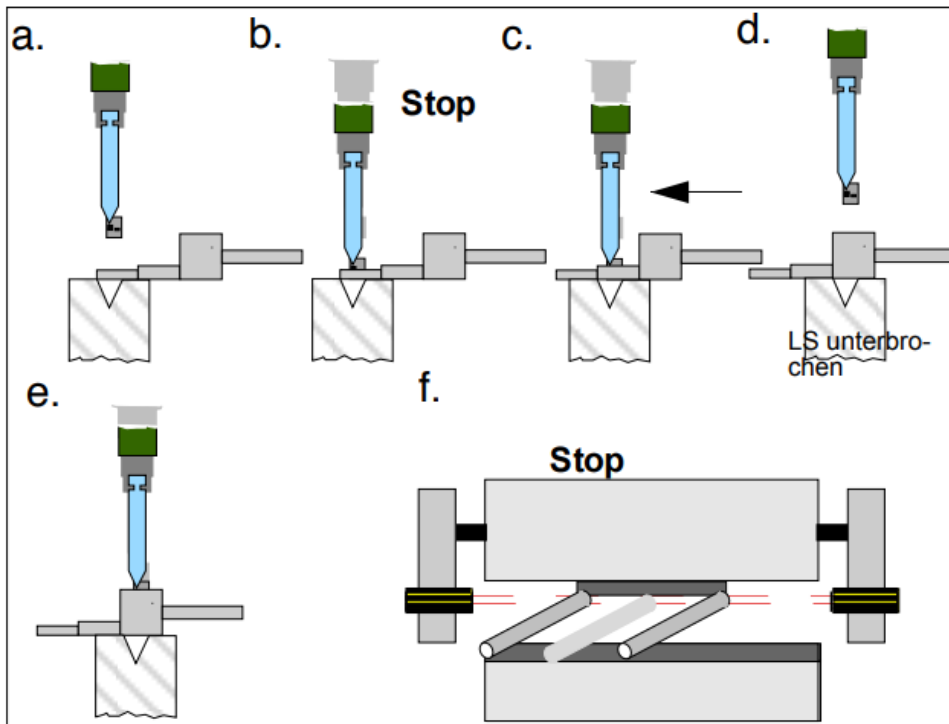 a.
b.
c.
d.
Stop
LS unterbro-
chen
e.
f.
Stop